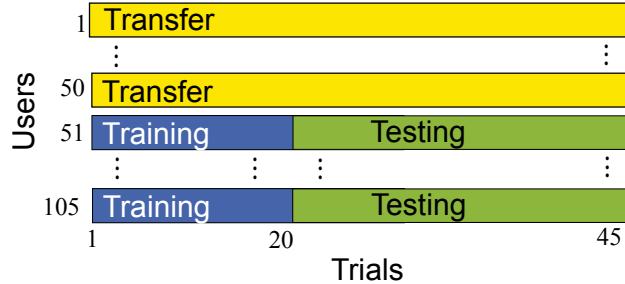 1 Transfer
50 Transfer
Users
51 Training Testing
105 Training Testing
1 20 45
Trials